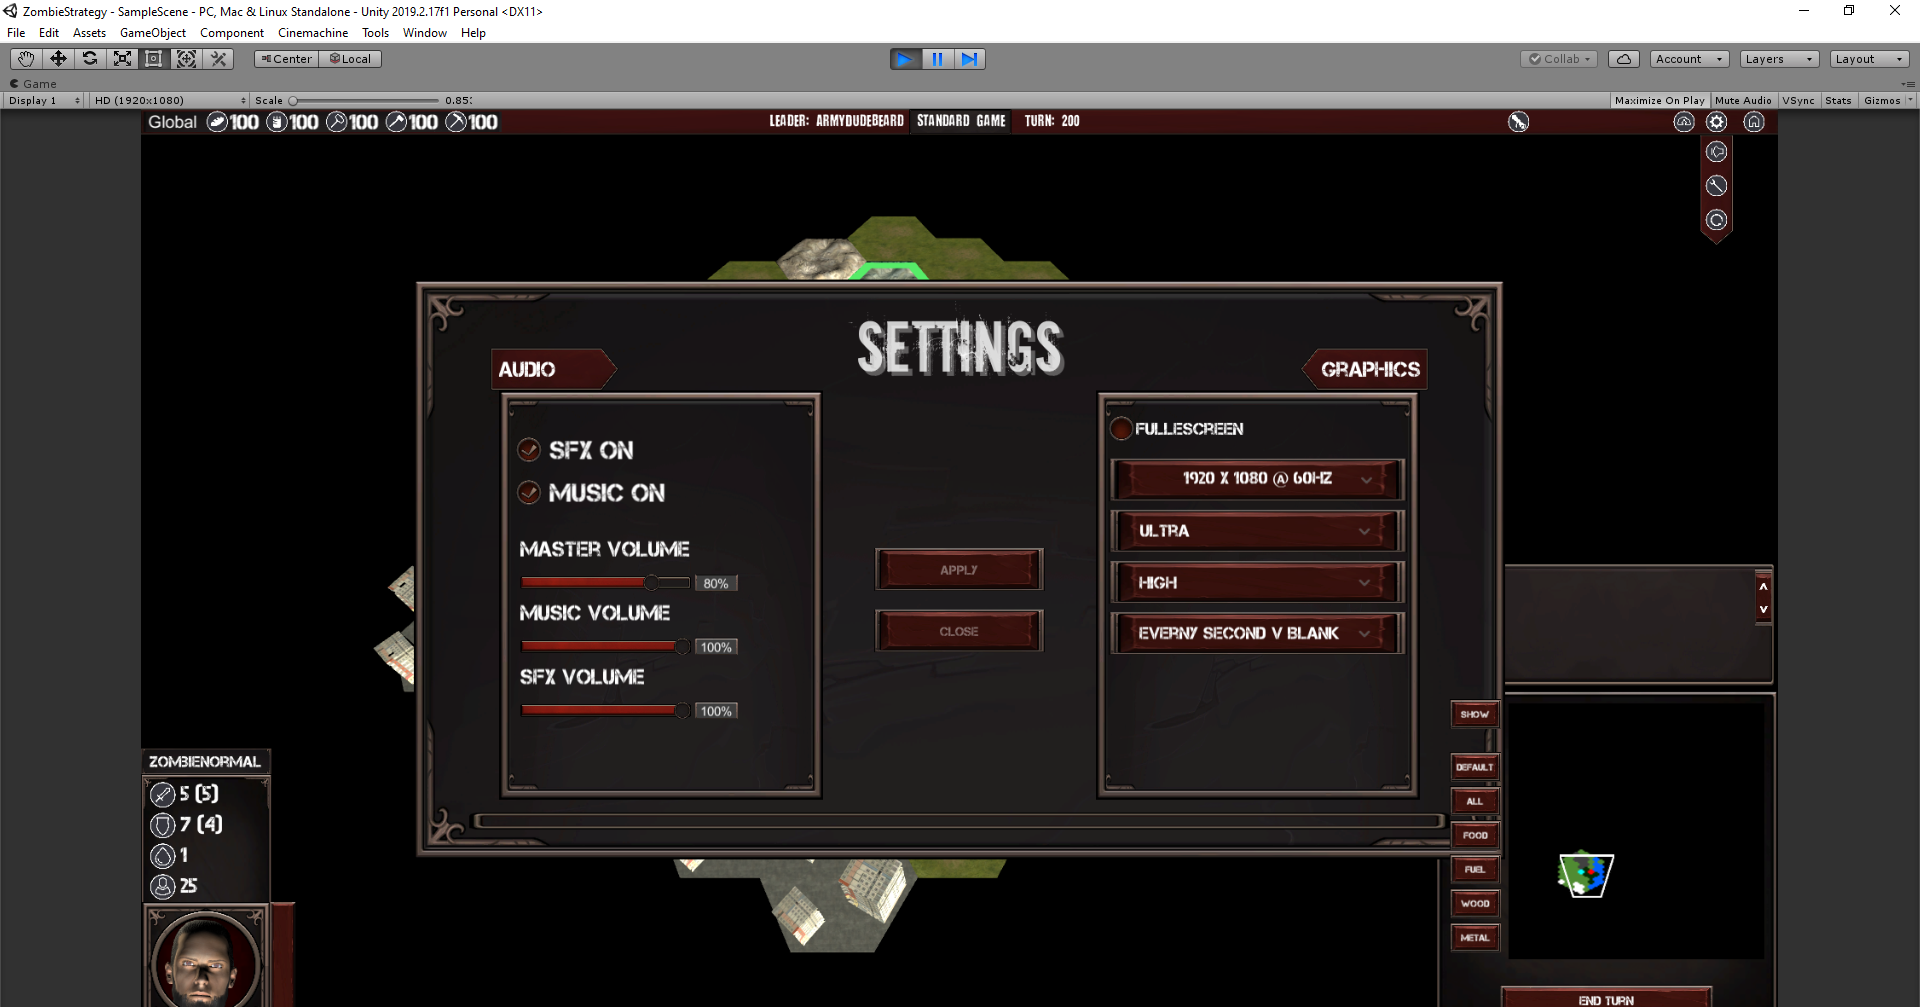 ZombieStrategy - SampleScene - PC, Mac & Linux Standalone - Unity 2019.2.17f1 Personal <DX11>
File Edit Assets GameObject Component Cinemachine Tools Window Help
Center Local Collab Account Layers Layout
Game
Display 1 HD (1920x1080) Scale 0.85 Maximize On Play Mute Audio VSync Stats Gizmos
Global 100 100 100 100 100 LEADER: ARMYDUDEBEARD STANDARD GAME TURN: 200
SETTINGS
AUDIO
GRAPHICS
SFX ON
MUSIC ON
MASTER VOLUME
80%
MUSIC VOLUME
100%
SFX VOLUME
100%
APPLY
CLOSE
FULLESCREEN
1920 X 1080 @ 60HZ
ULTRA
HIGH
EVERNY SECOND V BLANK
SHOW
DEFAULT
ALL
FOOD
FUEL
WOOD
METAL
ZOMBIENORMAL
5 (5)
7 (4)
1
25
END TURN